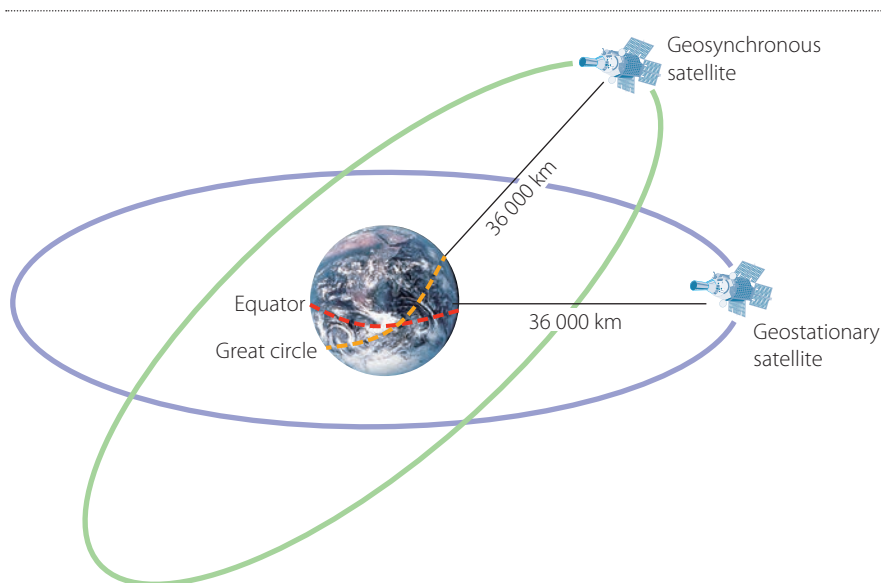 Geosynchronous
satellite
36 000 km
Equator
36 000 km
Great circle
Geostationary
satellite